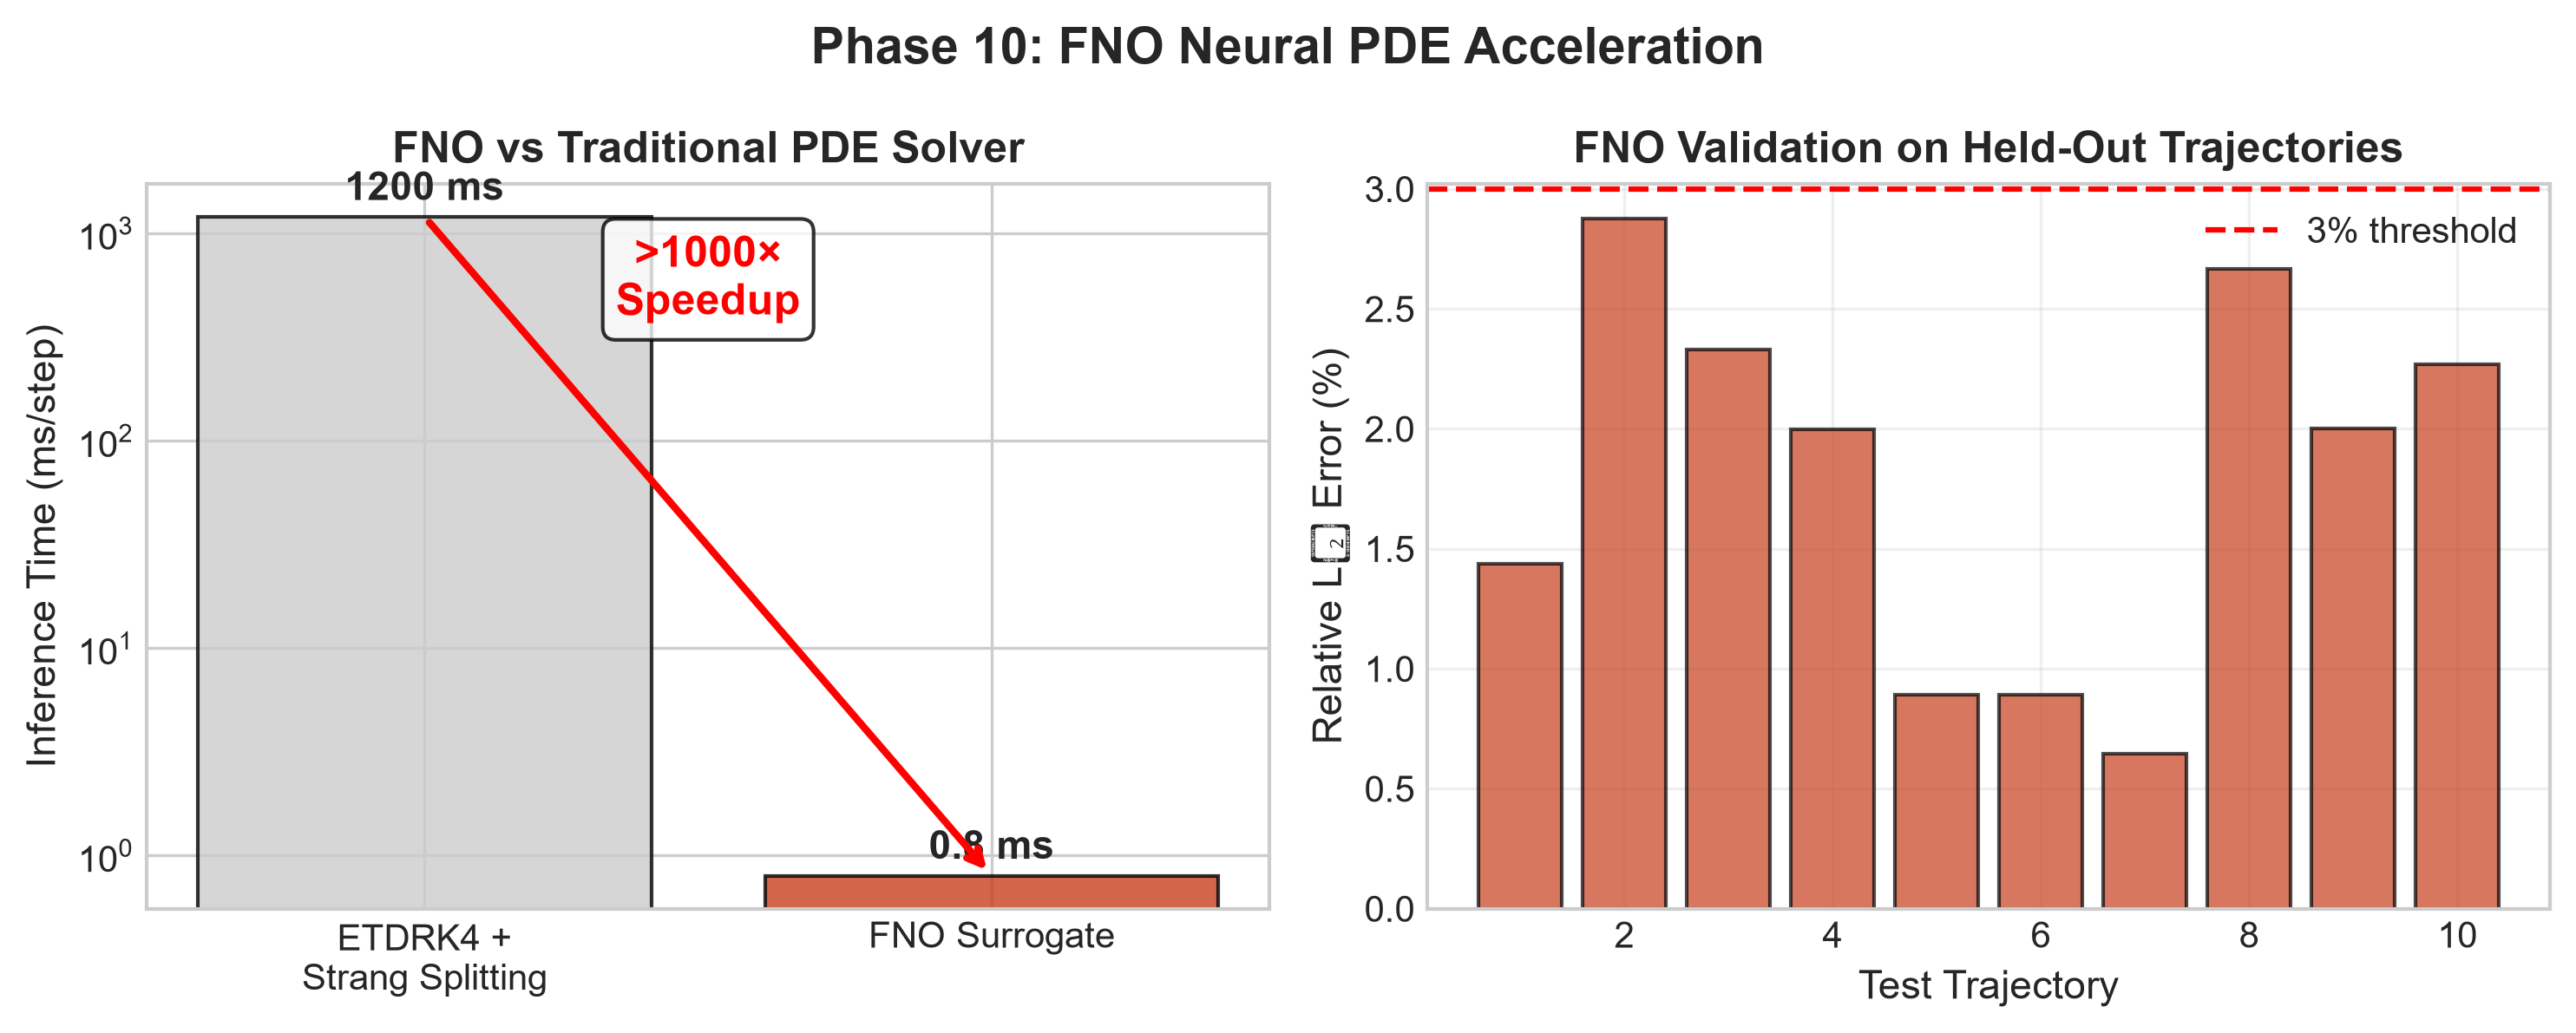 Phase 10: FNO Neural PDE Acceleration
FNO vs Traditional PDE Solver
1200 ms
>1000×
Speedup
0.8 ms
10³
10²
10¹
10⁰
Inference Time (ms/step)
ETDRK4 +
Strang Splitting
FNO Surrogate
FNO Validation on Held-Out Trajectories
3% threshold
3.0
2.5
2.0
1.5
1.0
0.5
0.0
Relative L2 Error (%)
2
4
6
8
10
Test Trajectory